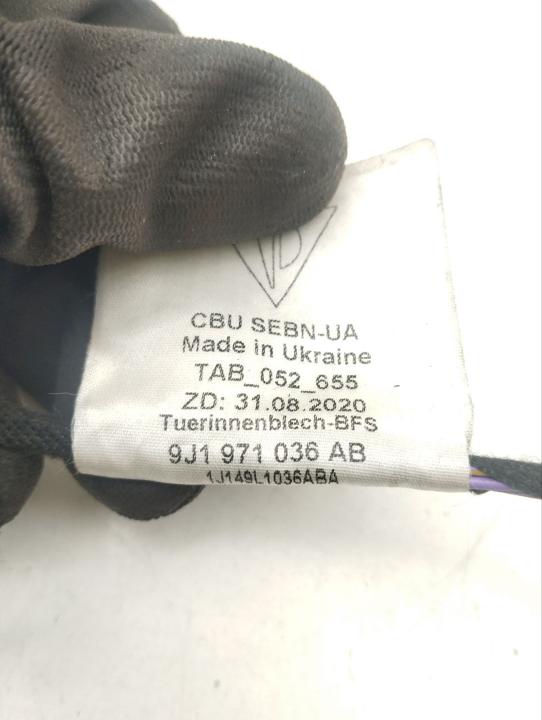 CBU SEBN-UA
Made in Ukraine
TAB_052_655
ZD: 31.08.2020
Tuerinnenblech-BFS
9J1 971 036 AB
1J149L1036ABA